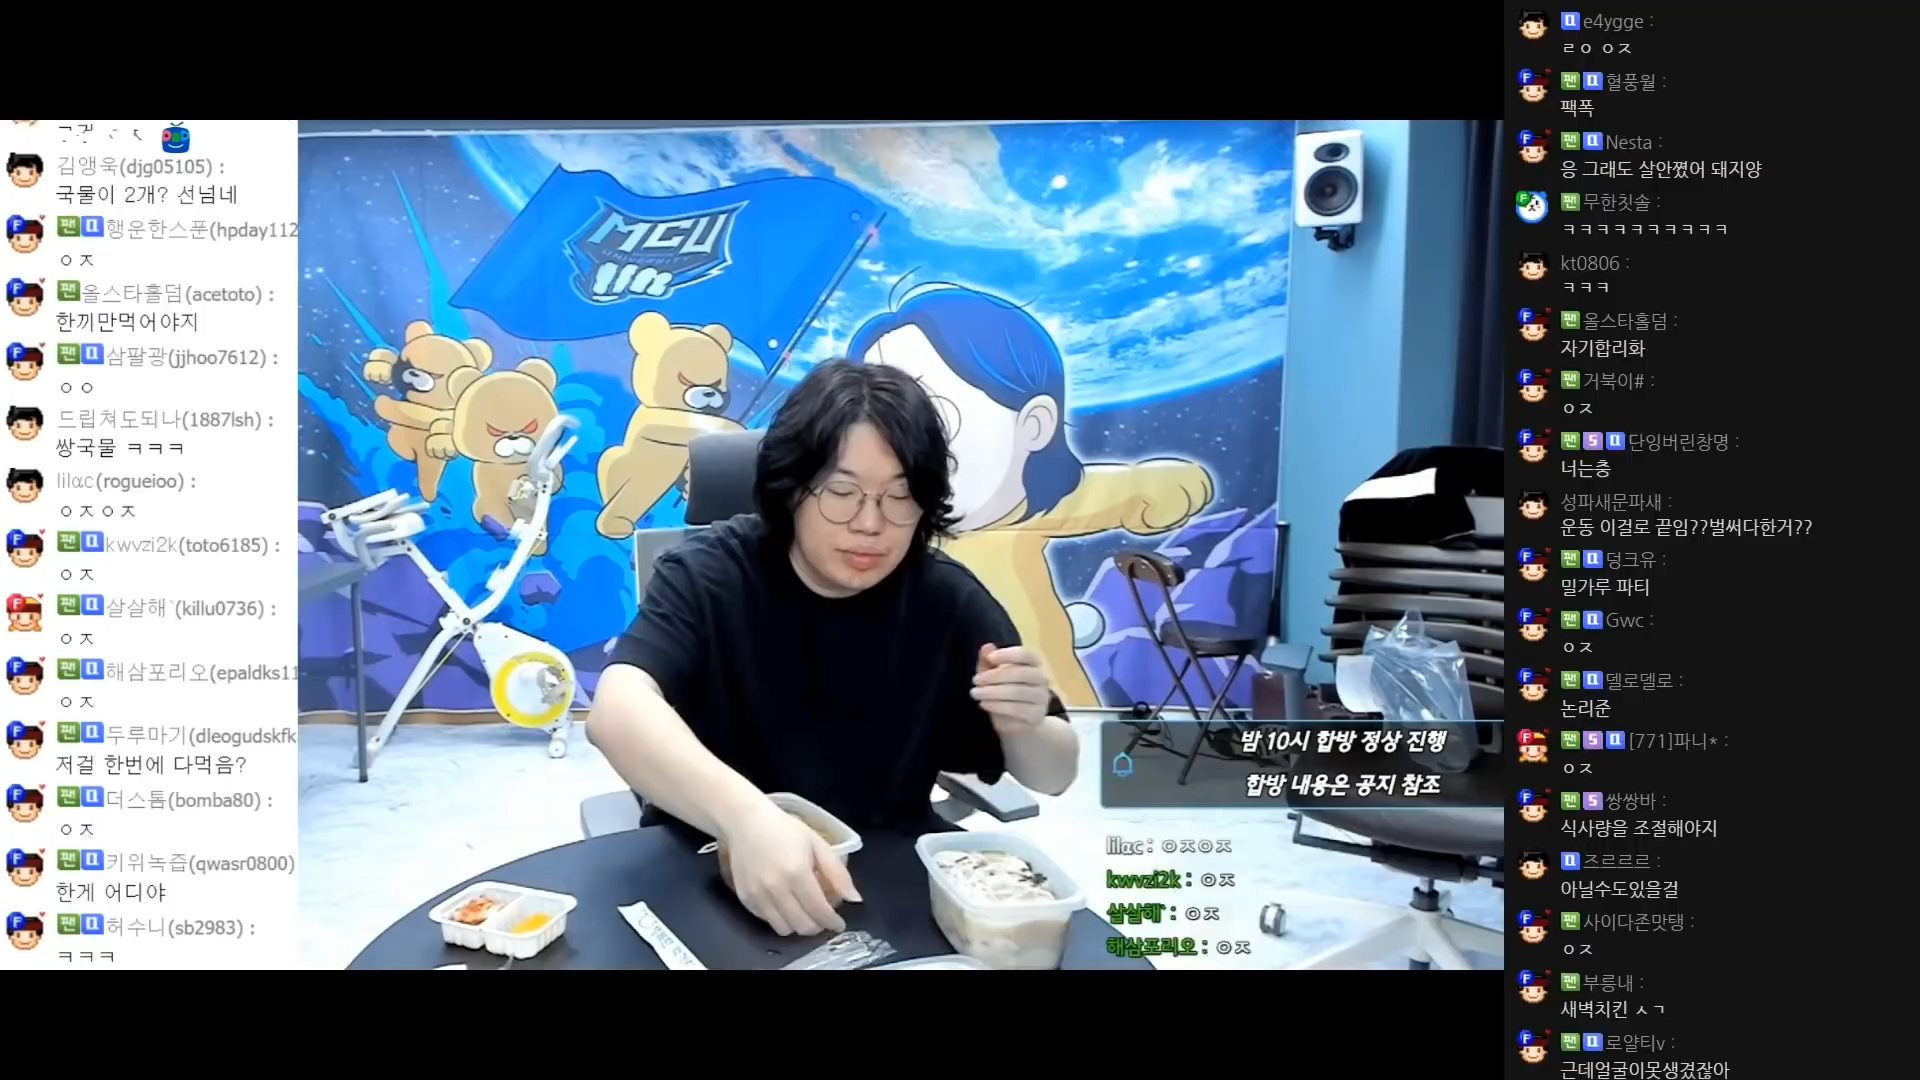 김앵욱(djg05105) :
국물이 2개? 선넘네
팬 행운한스푼(hpday112
ㅇㅈ
팬 올스타홀덤(acetoto) :
한끼만먹어야지
팬 삼팔광(jjhoo7612) :
ㅇㅇ
드립쳐도되나(1887lsh) :
쌍국물 ㅋㅋㅋ
lilαc(rogueioo) :
ㅇㅈㅇㅈ
팬 kwvzi2k(toto6185) :
ㅇㅈ
팬 살살해`(killu0736) :
ㅇㅈ
팬 해삼포리오(epaldks11
ㅇㅈ
팬 두루마기(dleogudskfk
저걸 한번에 다먹음?
팬 더스톰(bomba80) :
ㅇㅈ
팬 키위녹즙(qwasr0800)
한게 어디야
팬 허수니(sb2983) :
ㅋㅋㅋ
MCU
UNIVERSITY
밤 10시 합방 정상 진행
합방 내용은 공지 참조
lilαc : ㅇㅈㅇㅈ
kwvzi2k : ㅇㅈ
살살해` : ㅇㅈ
해삼포리오 : ㅇㅈ
e4ygge :
ㄹㅇ ㅇㅈ
팬 혈풍월 :
팩폭
팬 Nesta :
응 그래도 살안쪘어 돼지양
팬 무한칫솔 :
ㅋㅋㅋㅋㅋㅋㅋㅋㅋㅋ
kt0806 :
ㅋㅋㅋ
팬 올스타홀덤 :
자기합리화
팬 거북이# :
ㅇㅈ
팬 S 단잉버린창명 :
너는충
성파새문파새 :
운동 이걸로 끝임??벌써다한거??
팬 덩크유 :
밀가루 파티
팬 Gwc :
ㅇㅈ
팬 델로델로 :
논리준
팬 S [771]파니* :
ㅇㅈ
팬 S 쌍쌍바 :
식사량을 조절해야지
즈르르르 :
아닐수도있을걸
팬 사이다존맛탱 :
ㅇㅈ
팬 부릉내 :
새벽치킨 ㅅㄱ
팬 로얄티v :
근데얼굴이못생겼잖아